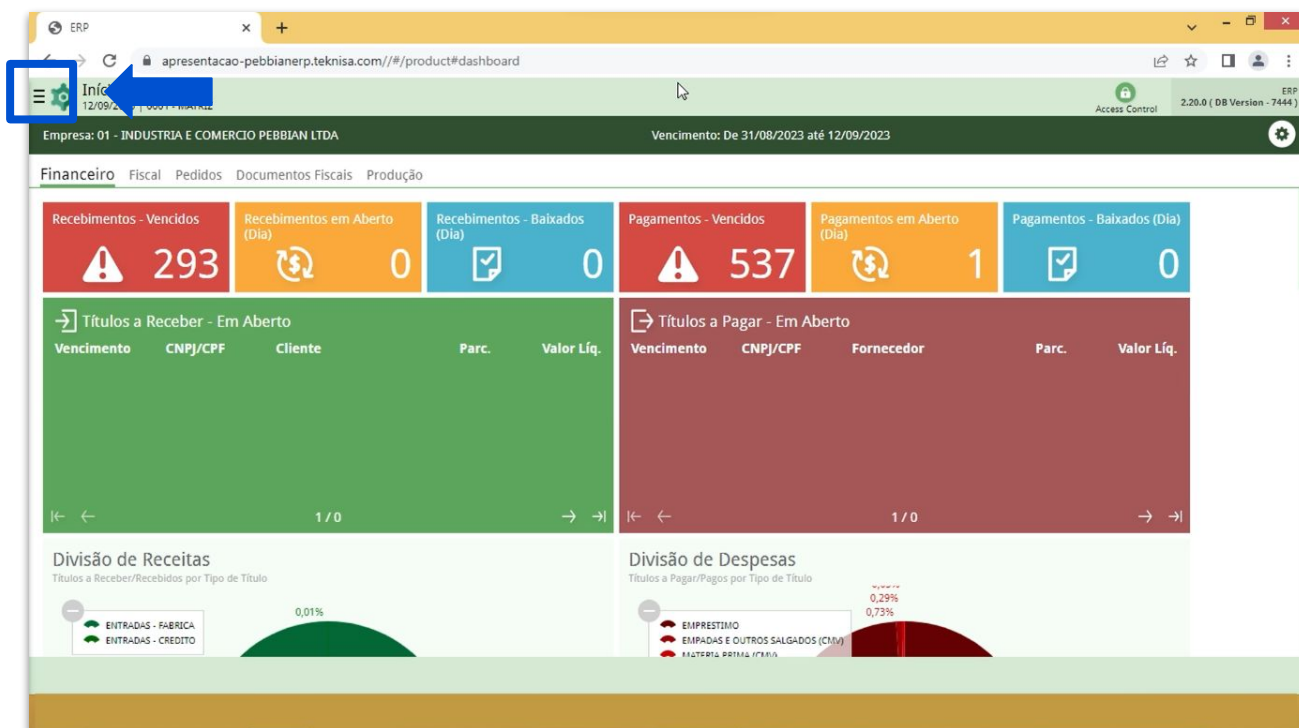 ERP
apresentacao-pebbianerp.teknisa.com//#/product#dashboard
ERP
Access Control
2.20.0 ( DB Version - 7444 )
Empresa: 01 - INDUSTRIA E COMERCIO PEBBIAN LTDA
Vencimento: De 31/08/2023 até 12/09/2023
Financeiro Fiscal Pedidos Documentos Fiscais Produção
Recebimentos - Vencidos
293
Recebimentos em Aberto
(Dia)
0
Recebimentos - Baixados
(Dia)
0
Pagamentos - Vencidos
537
Pagamentos em Aberto
(Dia)
1
Pagamentos - Baixados (Dia)
0
Títulos a Receber - Em Aberto
Vencimento CNPJ/CPF Cliente Parc. Valor Líq.
1 / 0
Títulos a Pagar - Em Aberto
Vencimento CNPJ/CPF Fornecedor Parc. Valor Líq.
1 / 0
Divisão de Receitas
Títulos a Receber/Recebidos por Tipo de Título
ENTRADAS - FABRICA
ENTRADAS - CREDITO
0,01%
Divisão de Despesas
Títulos a Pagar/Pagos por Tipo de Título
0,29%
0,73%
EMPRESTIMO
EMPADAS E OUTROS SALGADOS (CMV)
MATERIA PRIMA (CMV)